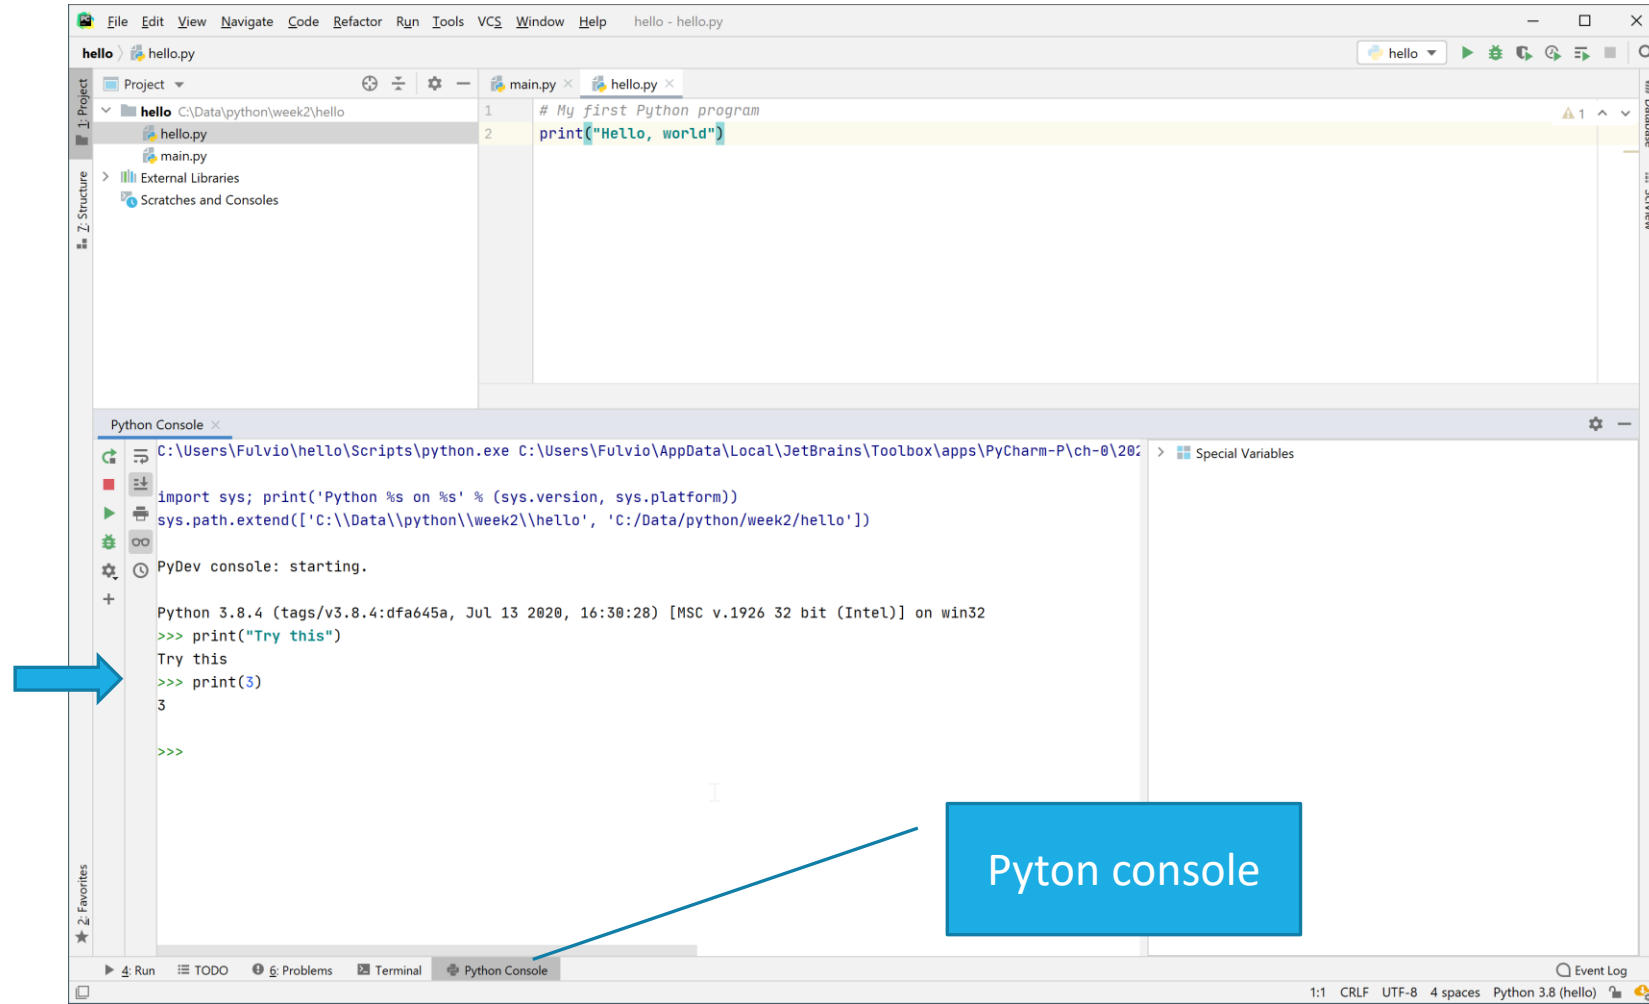 File Edit View Navigate Code Refactor Run Tools VCS Window Help hello - hello.py
hello hello.py hello
1: Project
Project
main.py hello.py
hello C:\Data\python\week2\hello
hello.py
main.py
External Libraries
Scratches and Consoles
1 # My first Python program
2 print("Hello, world")
1
Database
SciView
Z: Structure
Python Console
C:\Users\Fulvio\hello\Scripts\python.exe C:\Users\Fulvio\AppData\Local\JetBrains\Toolbox\apps\PyCharm-P\ch-0\202
import sys; print('Python %s on %s' % (sys.version, sys.platform))
sys.path.extend(['C:\\Data\\python\\week2\\hello', 'C:/Data/python/week2/hello'])
PyDev console: starting.
Python 3.8.4 (tags/v3.8.4:dfa645a, Jul 13 2020, 16:30:28) [MSC v.1926 32 bit (Intel)] on win32
>>> print("Try this")
Try this
>>> print(3)
3
>>>
Special Variables
Pyton console
2: Favorites
4: Run TODO 6: Problems Terminal Python Console Event Log
1:1 CRLF UTF-8 4 spaces Python 3.8 (hello)